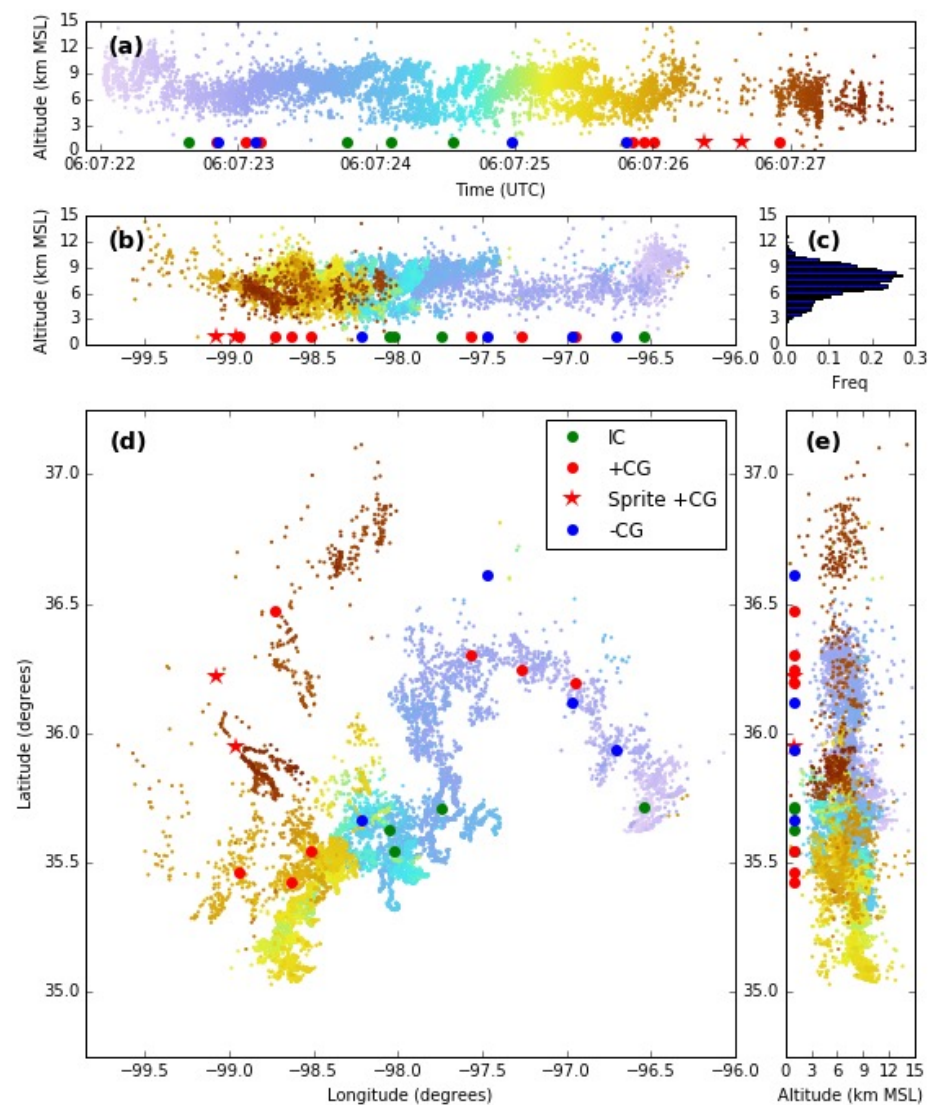 15
12
9
6
3
0
Altitude (km MSL)
(a)
06:07:22 06:07:23 06:07:24 06:07:25 06:07:26 06:07:27
Time (UTC)
15
12
9
6
3
0
Altitude (km MSL)
(b)
−99.5 −99.0 −98.5 −98.0 −97.5 −97.0 −96.5 −96.0
15
12
9
6
3
0
(c)
0.0 0.1 0.2 0.3
Freq
(d)
IC
+CG
Sprite +CG
-CG
37.0
36.5
36.0
35.5
35.0
Latitude (degrees)
−99.5 −99.0 −98.5 −98.0 −97.5 −97.0 −96.5 −96.0
Longitude (degrees)
(e)
37.0
36.5
36.0
35.5
35.0
0 3 6 9 12 15
Altitude (km MSL)